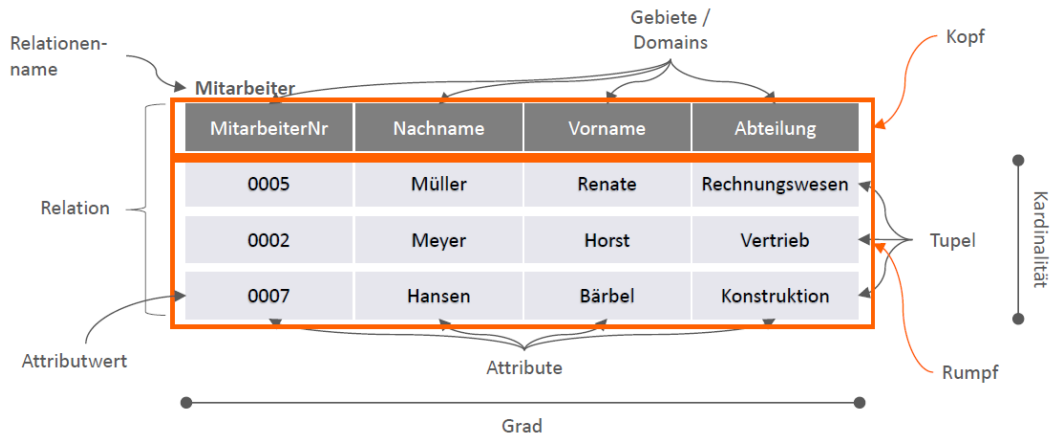 Gebiete /
Domains
Kopf
Relationen-
name
Mitarbeiter
MitarbeiterNr Nachname Vorname Abteilung
0005 Müller Renate Rechnungswesen
0002 Meyer Horst Vertrieb
0007 Hansen Bärbel Konstruktion
Relation
Tupel
Kardinalität
Attributwert
Attribute
Rumpf
Grad